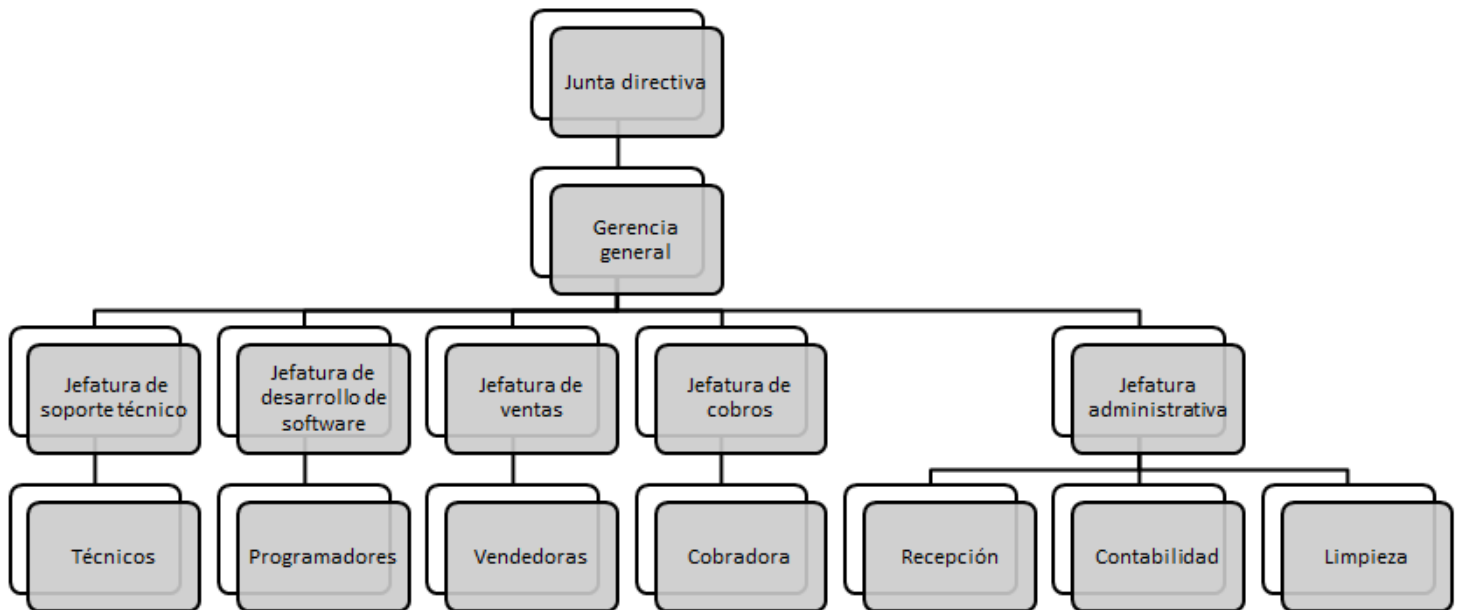 Junta directiva
Gerencia
general
Jefatura de
soporte técnico
Jefatura de
desarrollo de
software
Jefatura de
ventas
Jefatura de
cobros
Jefatura
administrativa
Técnicos
Programadores
Vendedoras
Cobradora
Recepción
Contabilidad
Limpieza